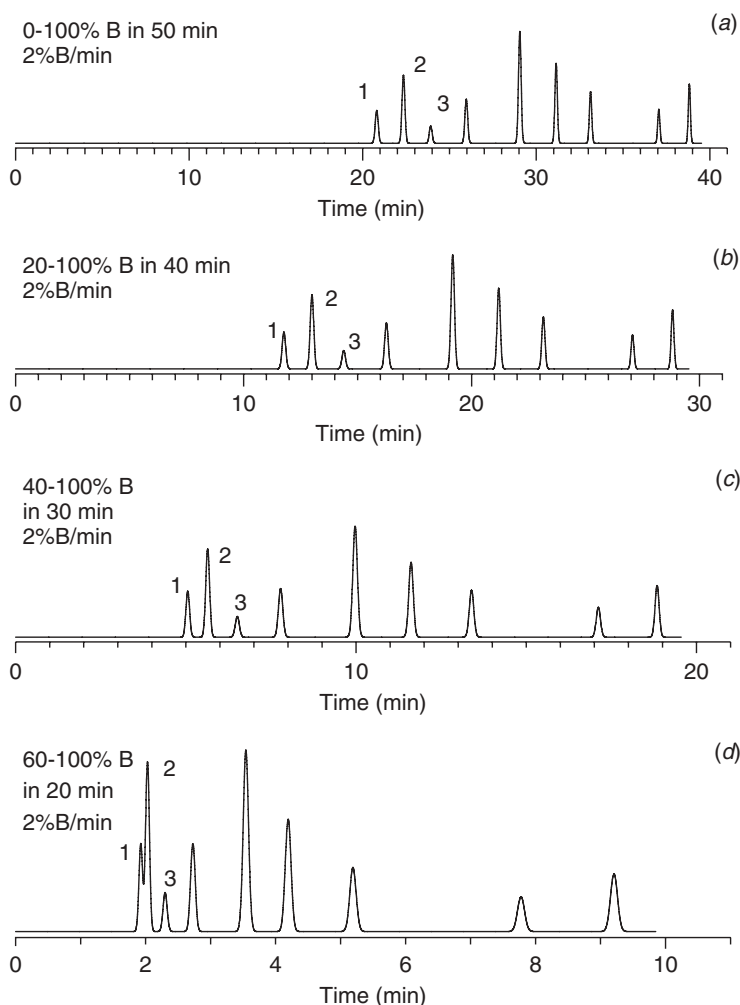 0-100% B in 50 min
2%B/min
(a)
1
2
3
0
10
20
30
40
Time (min)
20-100% B in 40 min
2%B/min
(b)
1
2
3
0
10
20
30
Time (min)
40-100% B
in 30 min
2%B/min
(c)
1
2
3
0
10
20
Time (min)
60-100% B
in 20 min
2%B/min
(d)
1
2
3
0
2
4
6
8
10
Time (min)